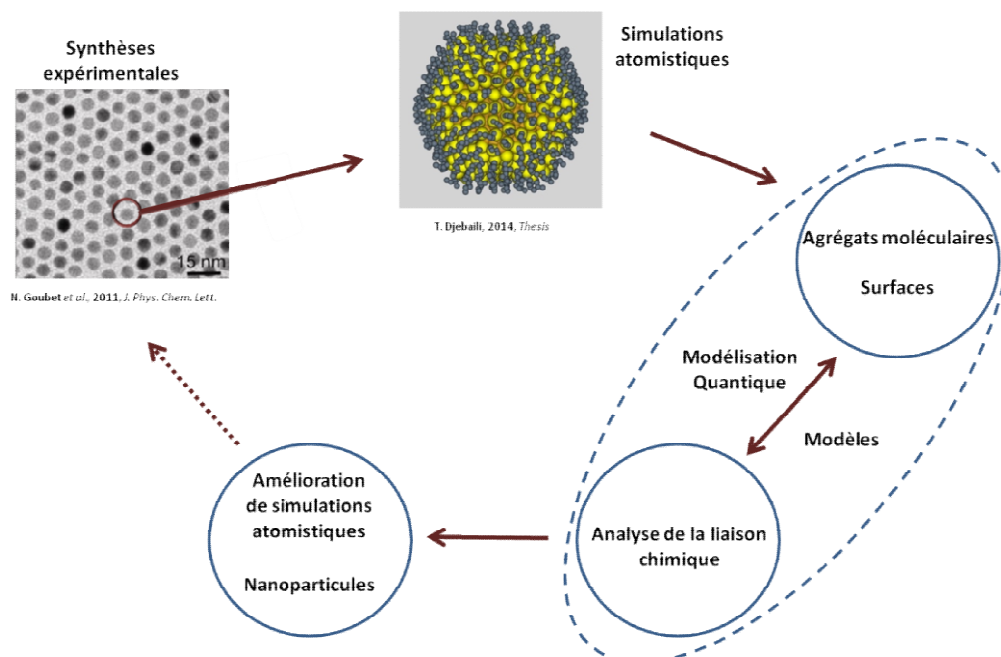 Synthèses
expérimentales
15 nm
N. Goubet et al., 2011, J. Phys. Chem. Lett.
T. Djebaili, 2014, Thesis
Simulations
atomistiques
Agrégats moléculaires
Surfaces
Modélisation
Quantique
Modèles
Analyse de la liaison
chimique
Amélioration
de simulations
atomistiques
Nanoparticules